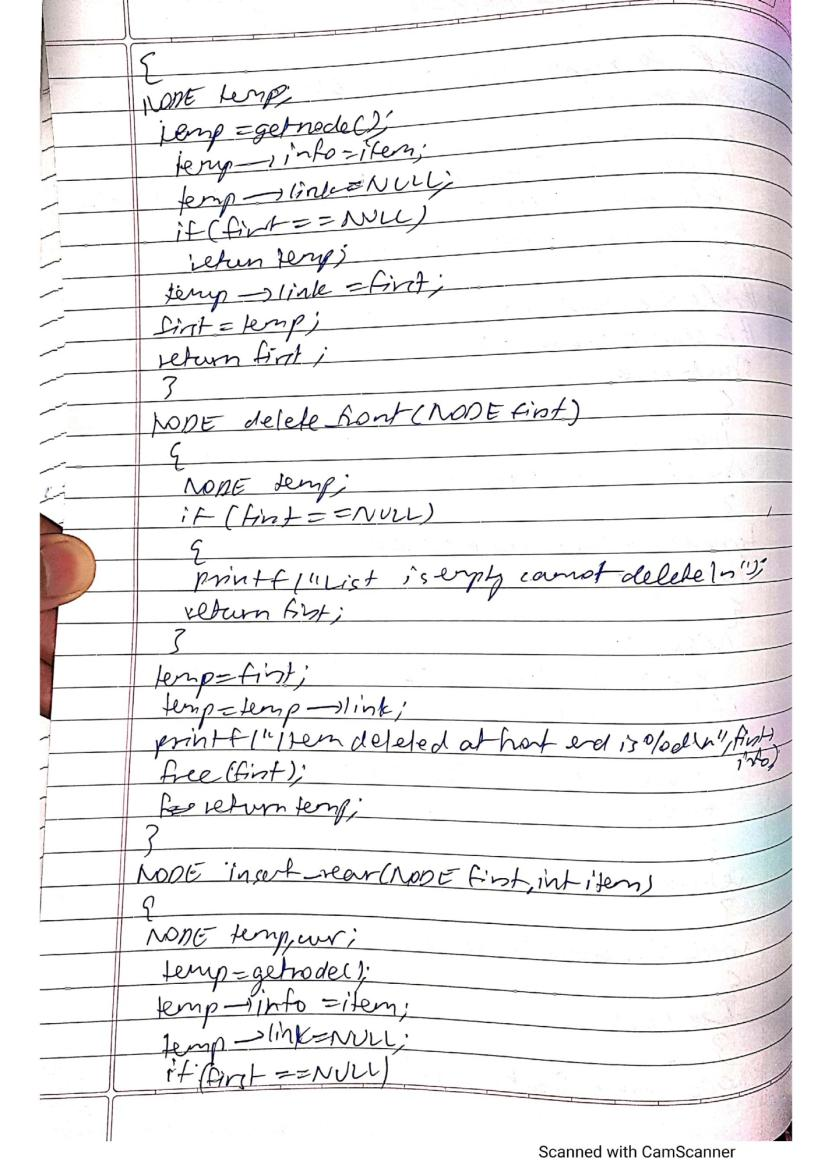 {
NODE temp;
temp =getnode();
temp→info=item;
temp→link=NULL;
if(first==NULL)
return temp;
temp→link =first;
first=temp;
return first;
}
NODE delete_front(NODE first)
{
NODE temp;
if (first==NULL)
{
printf("List is empty cannot delete\n");
return first;
}
temp=first;
temp=temp→link;
printf("Item deleted at front end is %d\n",first→
info)
free(first);
return temp;
}
NODE insert_rear(NODE first,int item)
{
NODE temp,cur;
temp=getnode();
temp→info =item;
temp→link=NULL;
if(first ==NULL)
Scanned with CamScanner